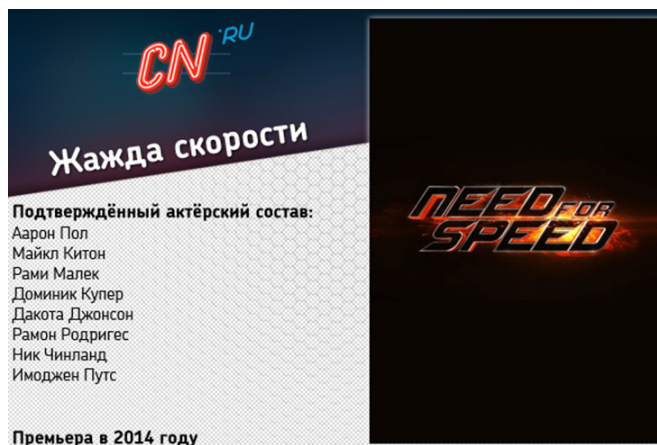 CN.RU
Жажда скорости
Подтверждённый актёрский состав:
Аарон Пол
Майкл Китон
Рами Малек
Доминик Купер
Дакота Джонсон
Рамон Родригес
Ник Чинланд
Имоджен Путс
Премьера в 2014 году
NEED FOR
SPEED